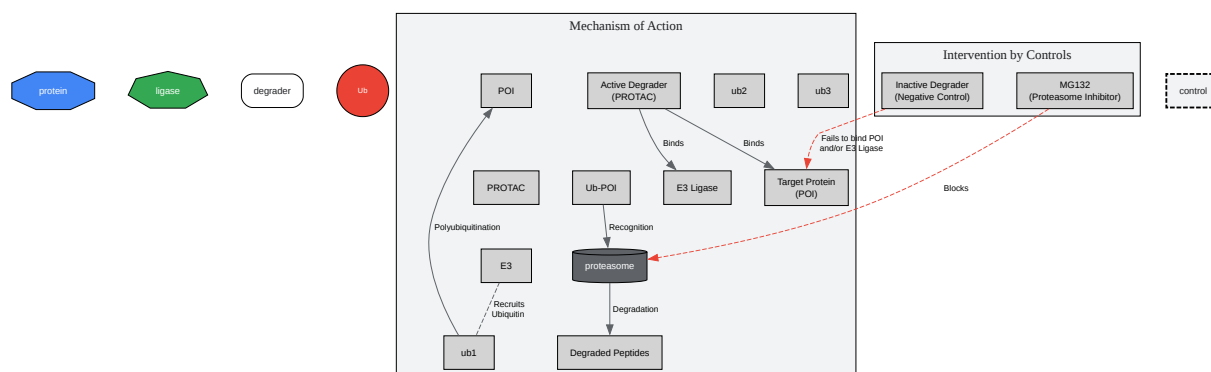 Mechanism of Action
Intervention by Controls
protein
ligase
degrader
Ub
POI
Active Degrader
(PROTAC)
ub2
ub3
Inactive Degrader
(Negative Control)
MG132
(Proteasome Inhibitor)
control
Binds
Binds
Fails to bind POI
and/or E3 Ligase
PROTAC
Ub-POI
E3 Ligase
Target Protein
(POI)
Blocks
Polyubiquitination
Recognition
E3
proteasome
Recruits
Ubiquitin
Degradation
ub1
Degraded Peptides